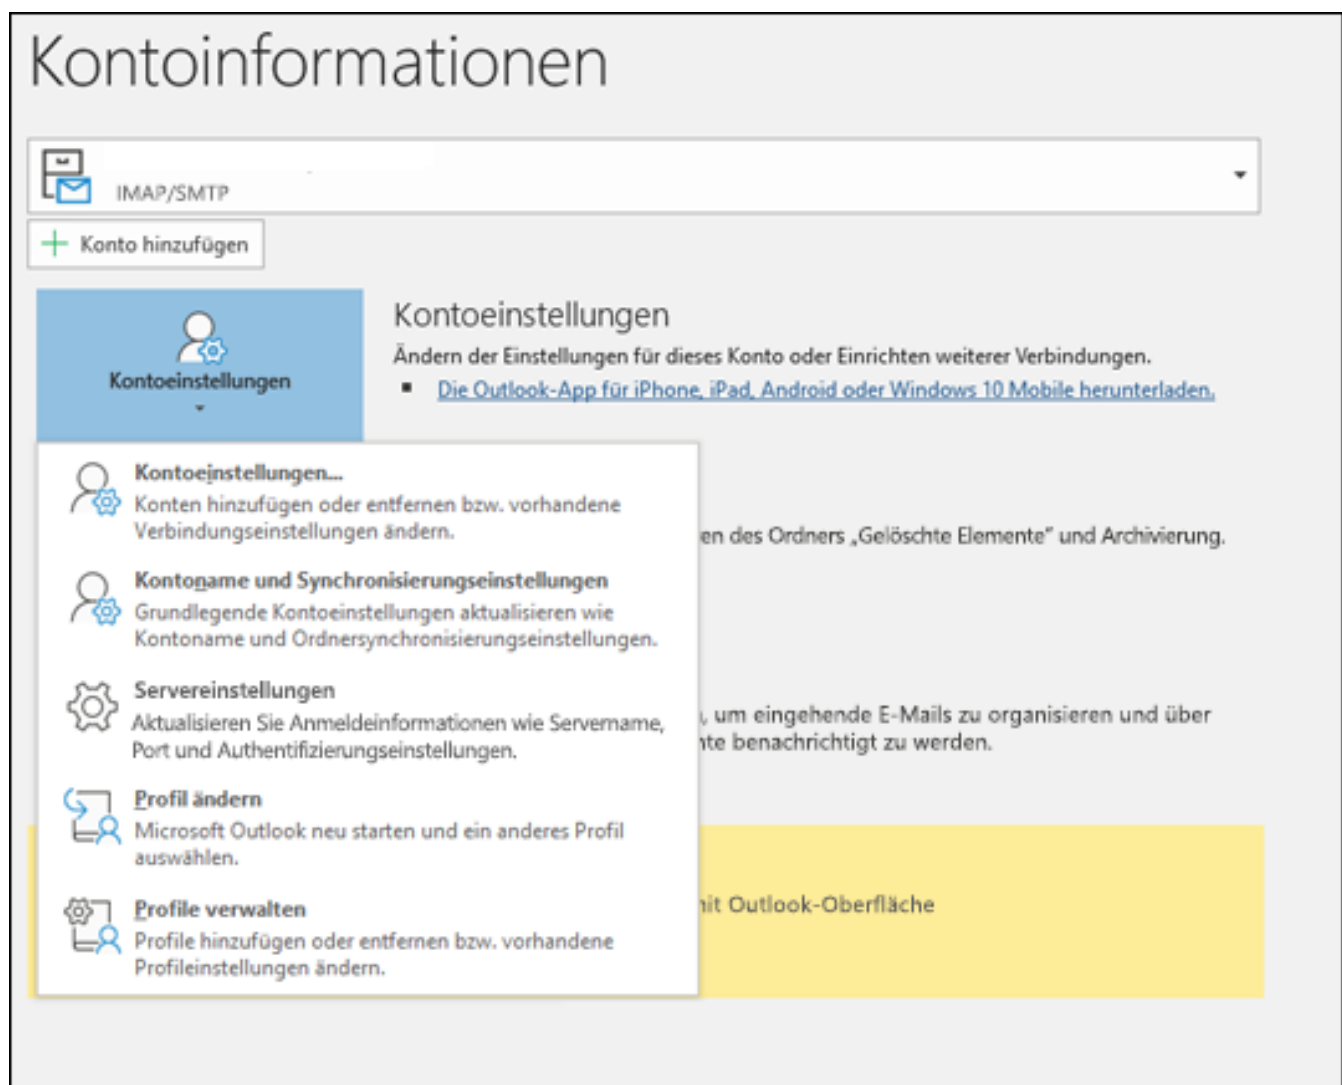 Kontoinformationen
IMAP/SMTP
Konto hinzufügen
Kontoeinstellungen
Kontoeinstellungen
Ändern der Einstellungen für dieses Konto oder Einrichten weiterer Verbindungen.
Die Outlook-App für iPhone, iPad, Android oder Windows 10 Mobile herunterladen.
Kontoeinstellungen...
Konten hinzufügen oder entfernen bzw. vorhandene
Verbindungseinstellungen ändern.
en des Ordners „Gelöschte Elemente“ und Archivierung.
Kontoname und Synchronisierungseinstellungen
Grundlegende Kontoeinstellungen aktualisieren wie
Kontoname und Ordnersynchronisierungseinstellungen.
Servereinstellungen
Aktualisieren Sie Anmeldeinformationen wie Servername,
Port und Authentifizierungseinstellungen.
, um eingehende E-Mails zu organisieren und über
te benachrichtigt zu werden.
Profil ändern
Microsoft Outlook neu starten und ein anderes Profil
auswählen.
Profile verwalten
Profile hinzufügen oder entfernen bzw. vorhandene
Profileinstellungen ändern.
it Outlook-Oberfläche